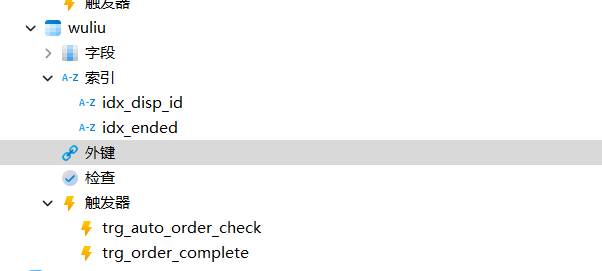 触发器
wuliu
字段
A-Z 索引
A-Z idx_disp_id
A-Z idx_ended
外键
检查
触发器
trg_auto_order_check
trg_order_complete